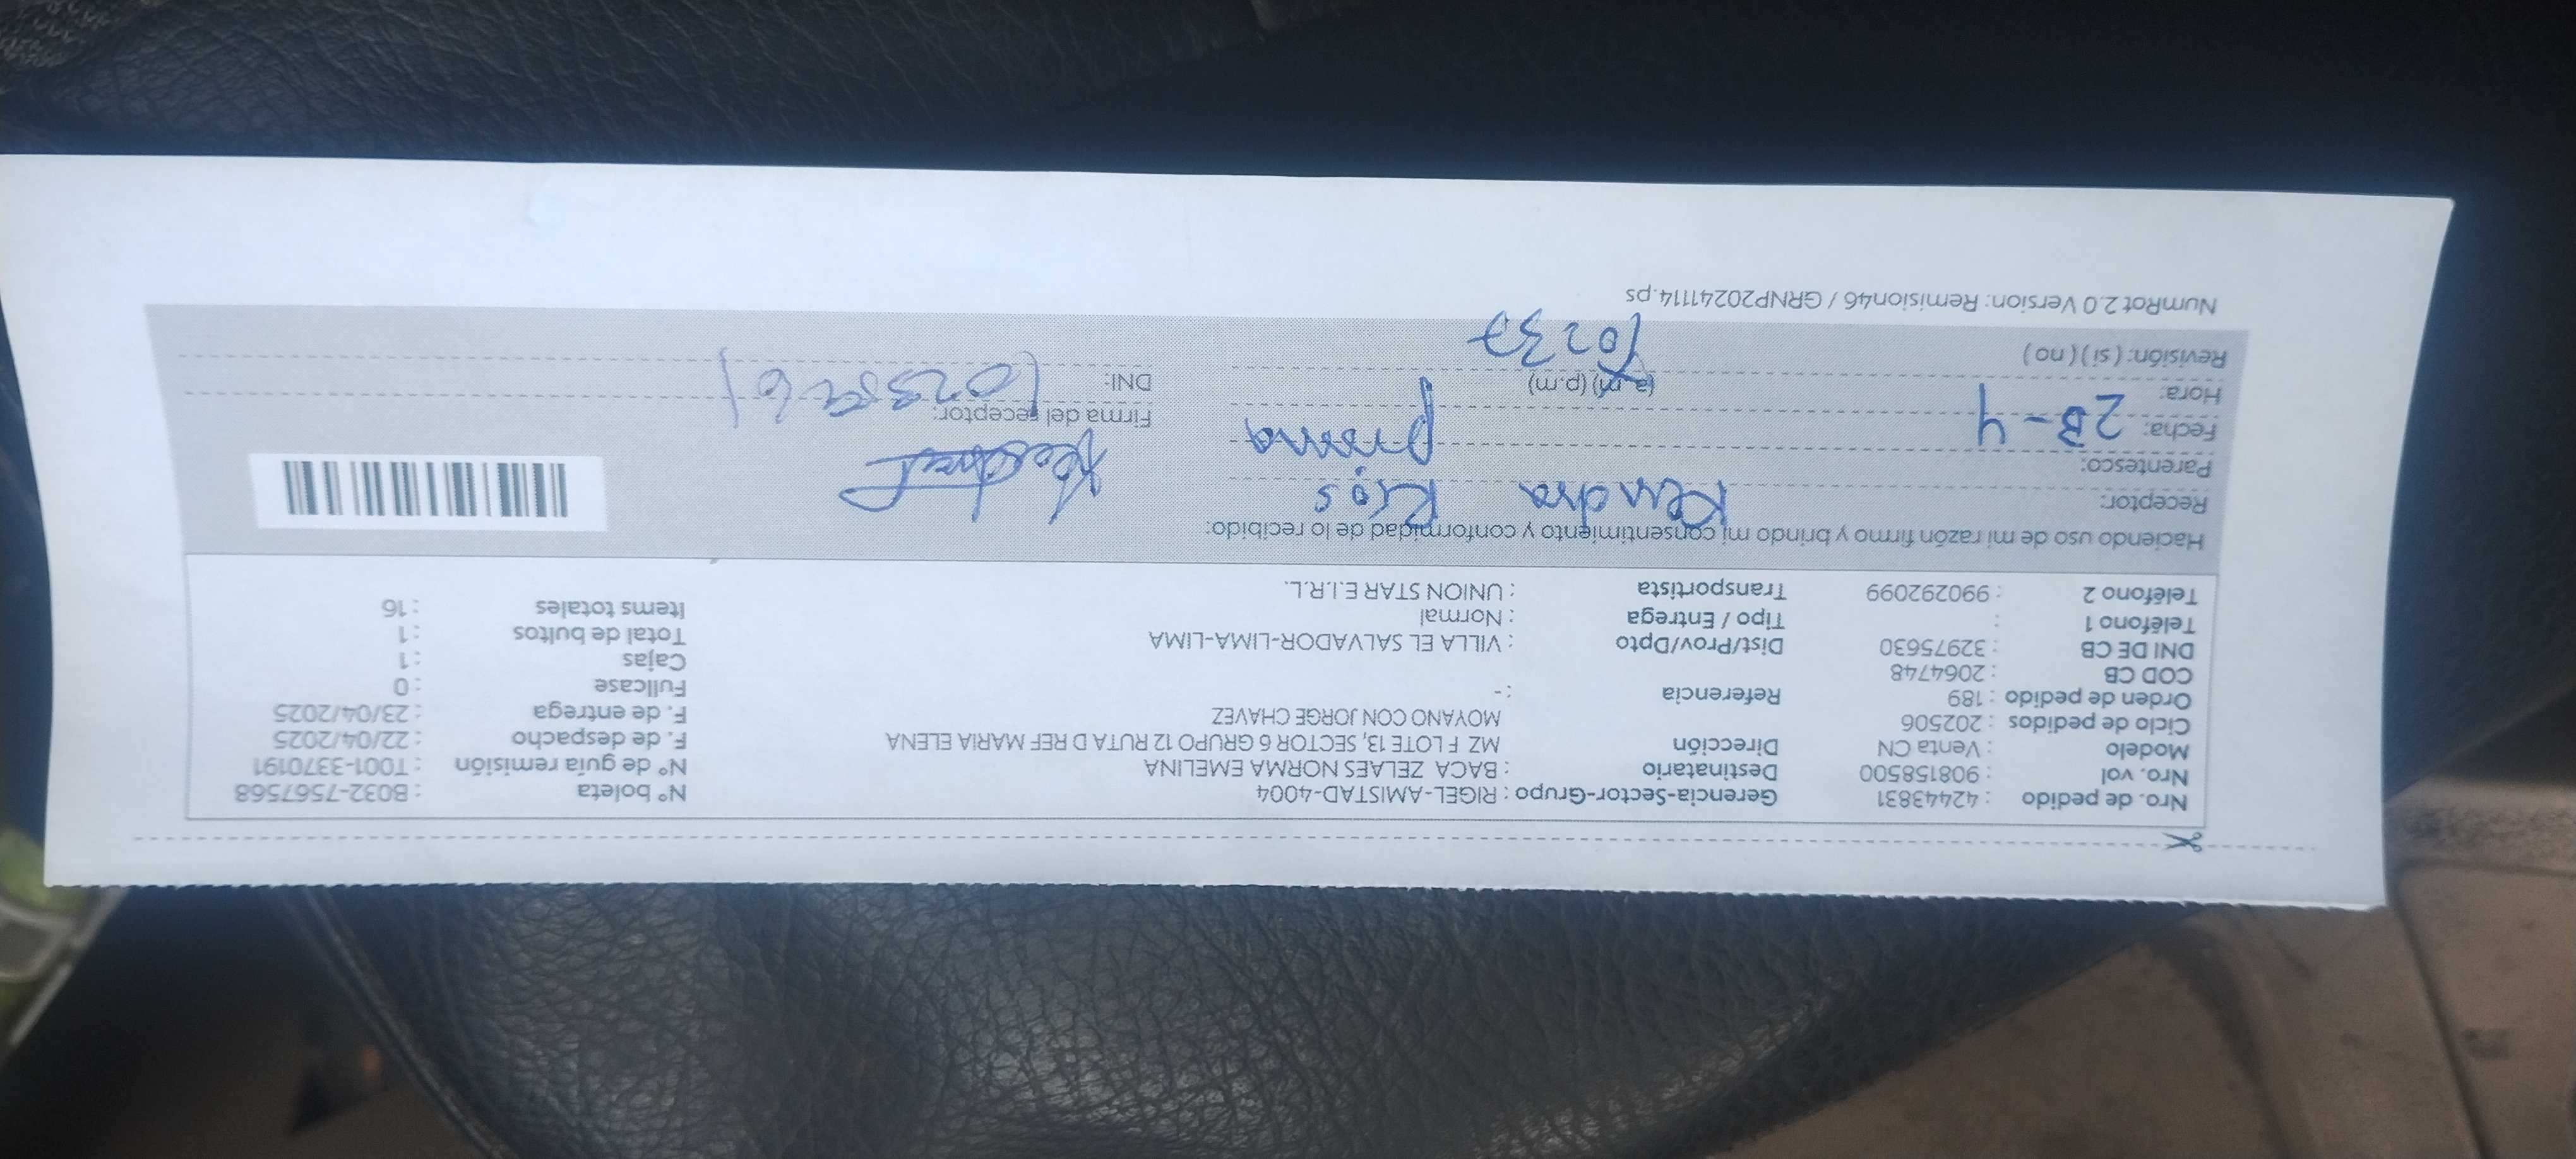 Nro. de pedido : 42443831 Gerencia-Sector-Grupo : RIGEL-AMISTAD-4004 N° boleta : B032-7567568
Nro. vol : 908158500 Destinatario : BACA ZELAES NORMA EMELINA N° de guía remisión : T001-3370191
Modelo : Venta CN Dirección MZ F LOTE 13, SECTOR 6 GRUPO 12 RUTA D REF MARIA ELENA F. de despacho : 22/04/2025
Ciclo de pedidos : 202506 MOYANO CON JORGE CHAVEZ F. de entrega : 23/04/2025
Orden de pedido : 189 Referencia : - Fullcase : 0
COD CB : 2064748 Cajas : 1
DNI DE CB : 32975630 Dist/Prov/Dpto : VILLA EL SALVADOR-LIMA-LIMA Total de bultos : 1
Teléfono 1 : Tipo / Entrega : Normal Items totales : 16
Teléfono 2 : 990292099 Transportista : UNION STAR E.I.R.L.
Haciendo uso de mi razón firmo y brindo mi consentimiento y conformidad de lo recibido:
Receptor: Kendra Ríos
Parentesco: prima
Fecha: 23-4 Firma del receptor:
Hora: (a.m) (p.m) DNI:
Revisión: (si) (no) 10237
NumRot 2.0 Version: Remision46 / GRNP20241114.ps